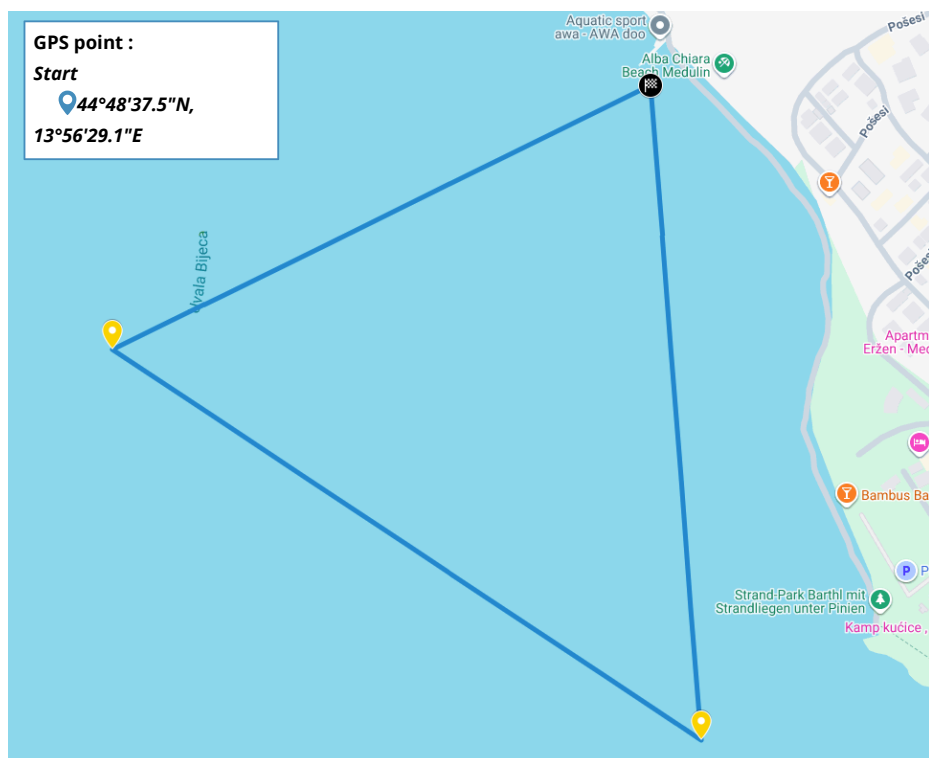 GPS point :
Start
44°48'37.5"N,
13°56'29.1"E
Aquatic sport
awa - AWA doo
Alba Chiara
Beach Medulin
Pošesi
Pošesi
Uvala Bijeca
Apartm
Eržen - Med
Bambus Ba
P
P
Strand-Park Barthl mit
Strandliegen unter Pinien
Kamp kućice ,